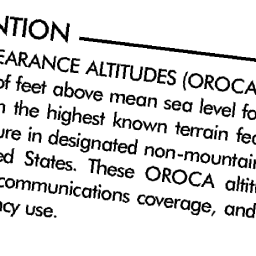 NTION
EARANCE ALTITUDES (OROCA
of feet above mean sea level fo
the highest known terrain fea
ure in designated non-mountai
ed States. These OROCA altit
communications coverage, and
ncy use.